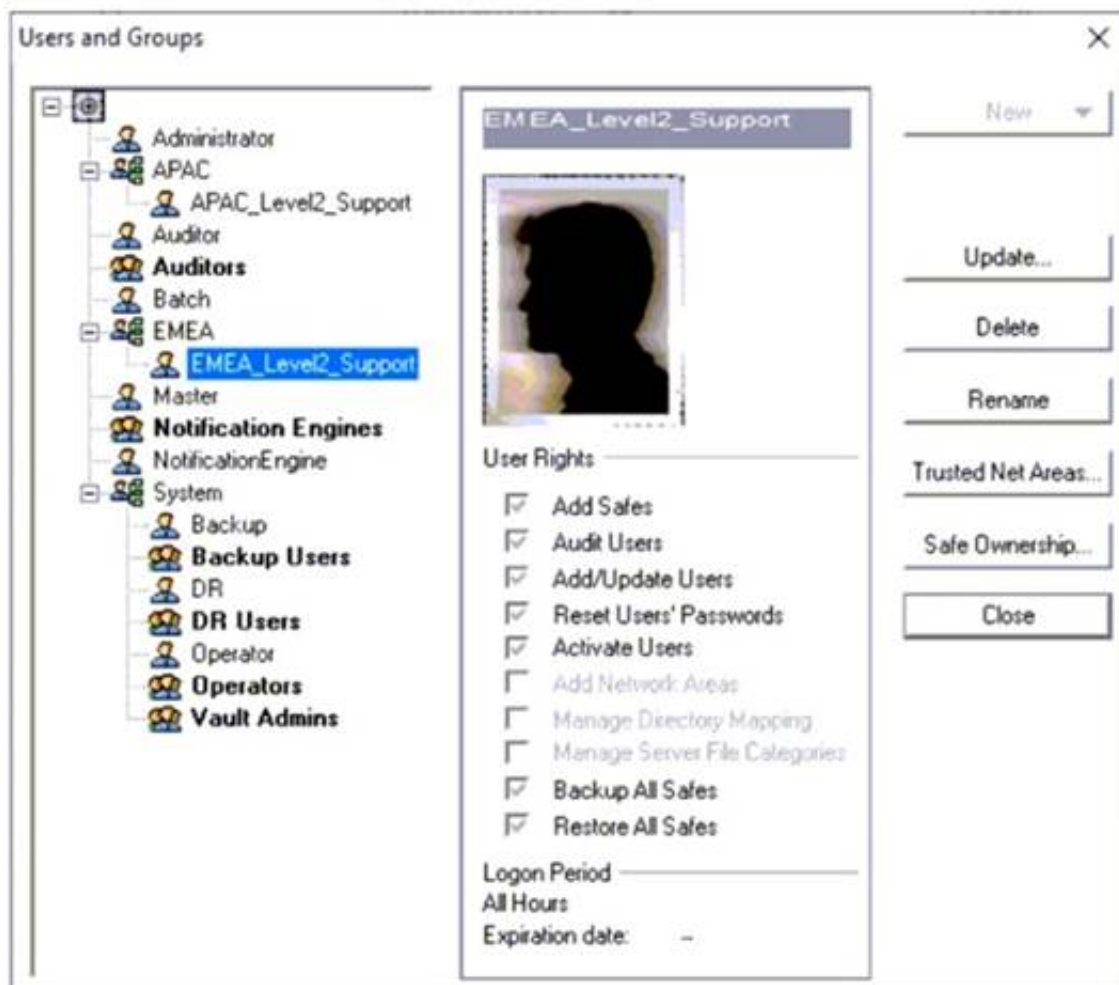 Users and Groups
Administrator
APAC
APAC_Level2_Support
Auditor
Auditors
Batch
EMEA
EMEA_Level2_Support
Master
Notification Engines
NotificationEngine
System
Backup
Backup Users
DR
DR Users
Operator
Operators
Vault Admins
EMEA_Level2_Support
User Rights
Add Safes
Audit Users
Add/Update Users
Reset Users' Passwords
Activate Users
Add Network Areas
Manage Directory Mapping
Manage Server File Categories
Backup All Safes
Restore All Safes
Logon Period
All Hours
Expiration date: --
New
Update...
Delete
Rename
Trusted Net Areas...
Safe Ownership...
Close